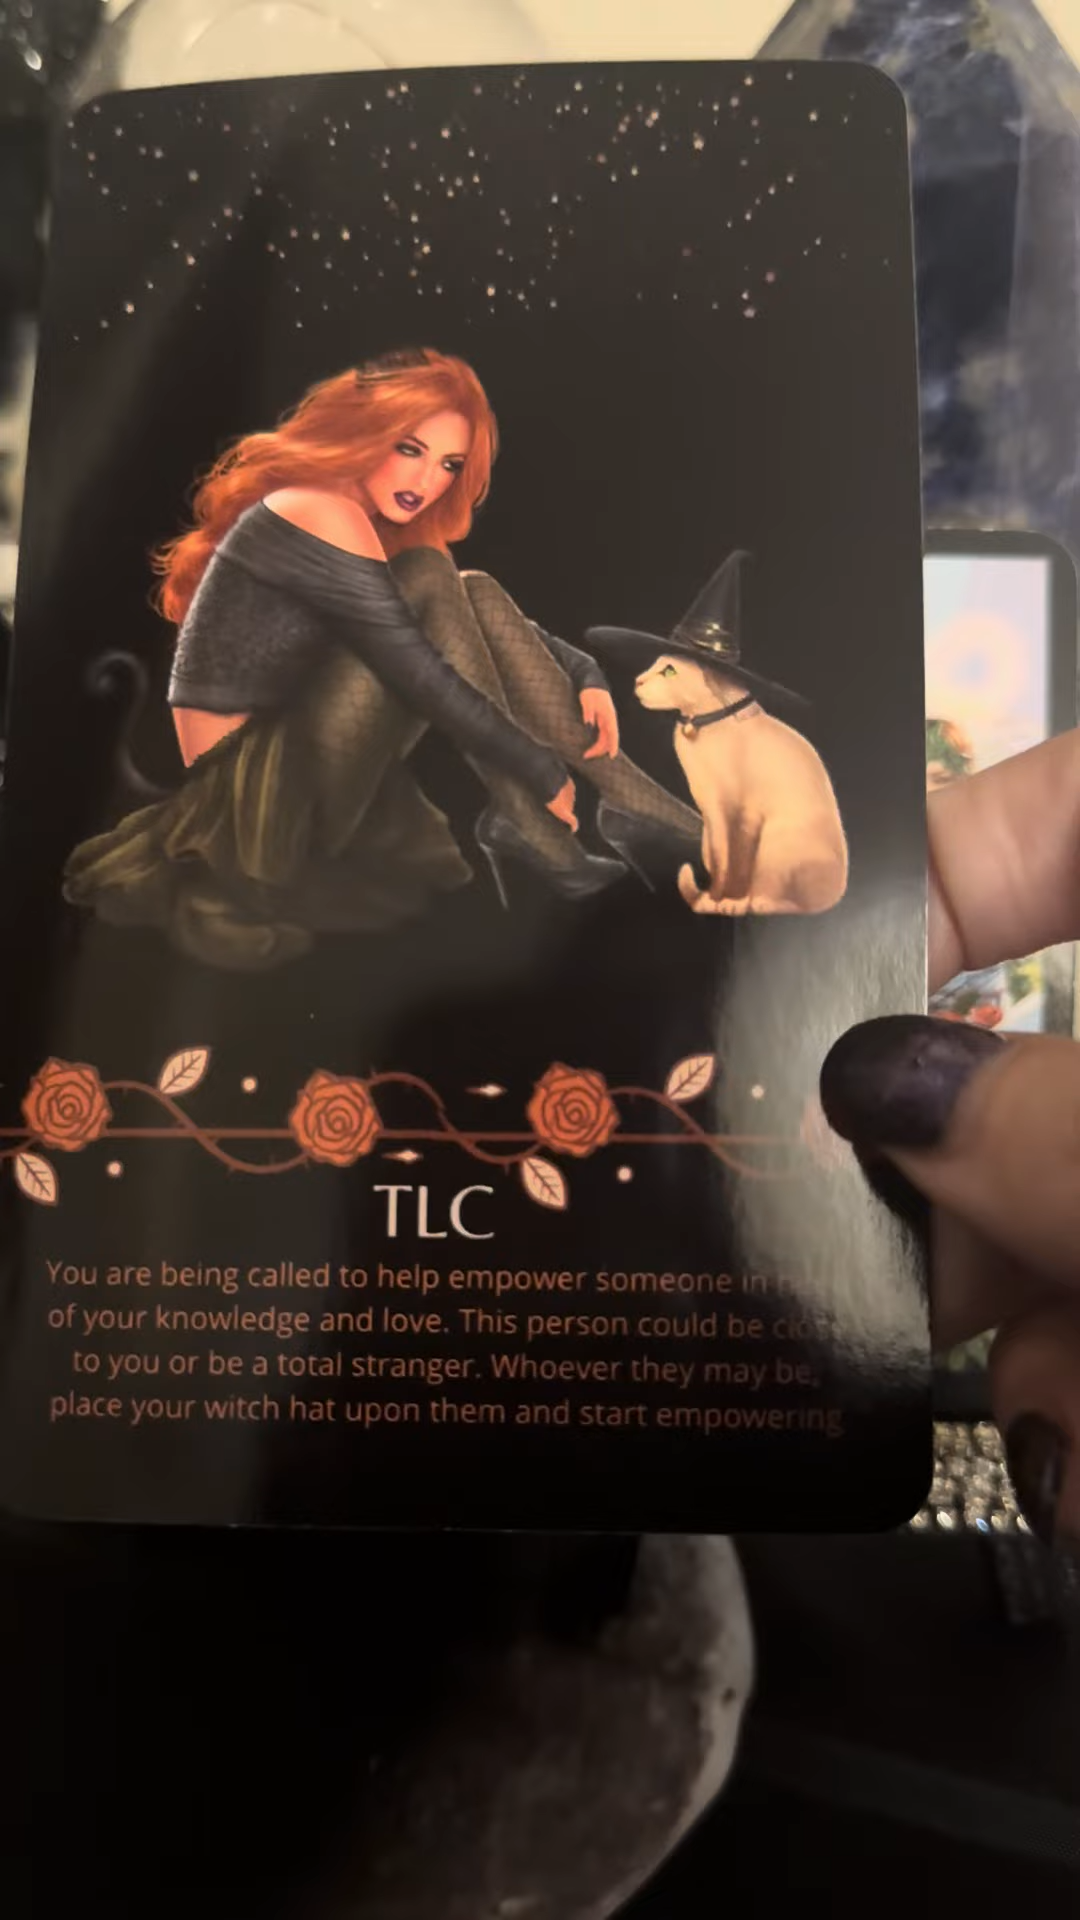 TLC
You are being called to help empower someone in
of your knowledge and love. This person could be
to you or be a total stranger. Whoever they may be,
place your witch hat upon them and start empowering